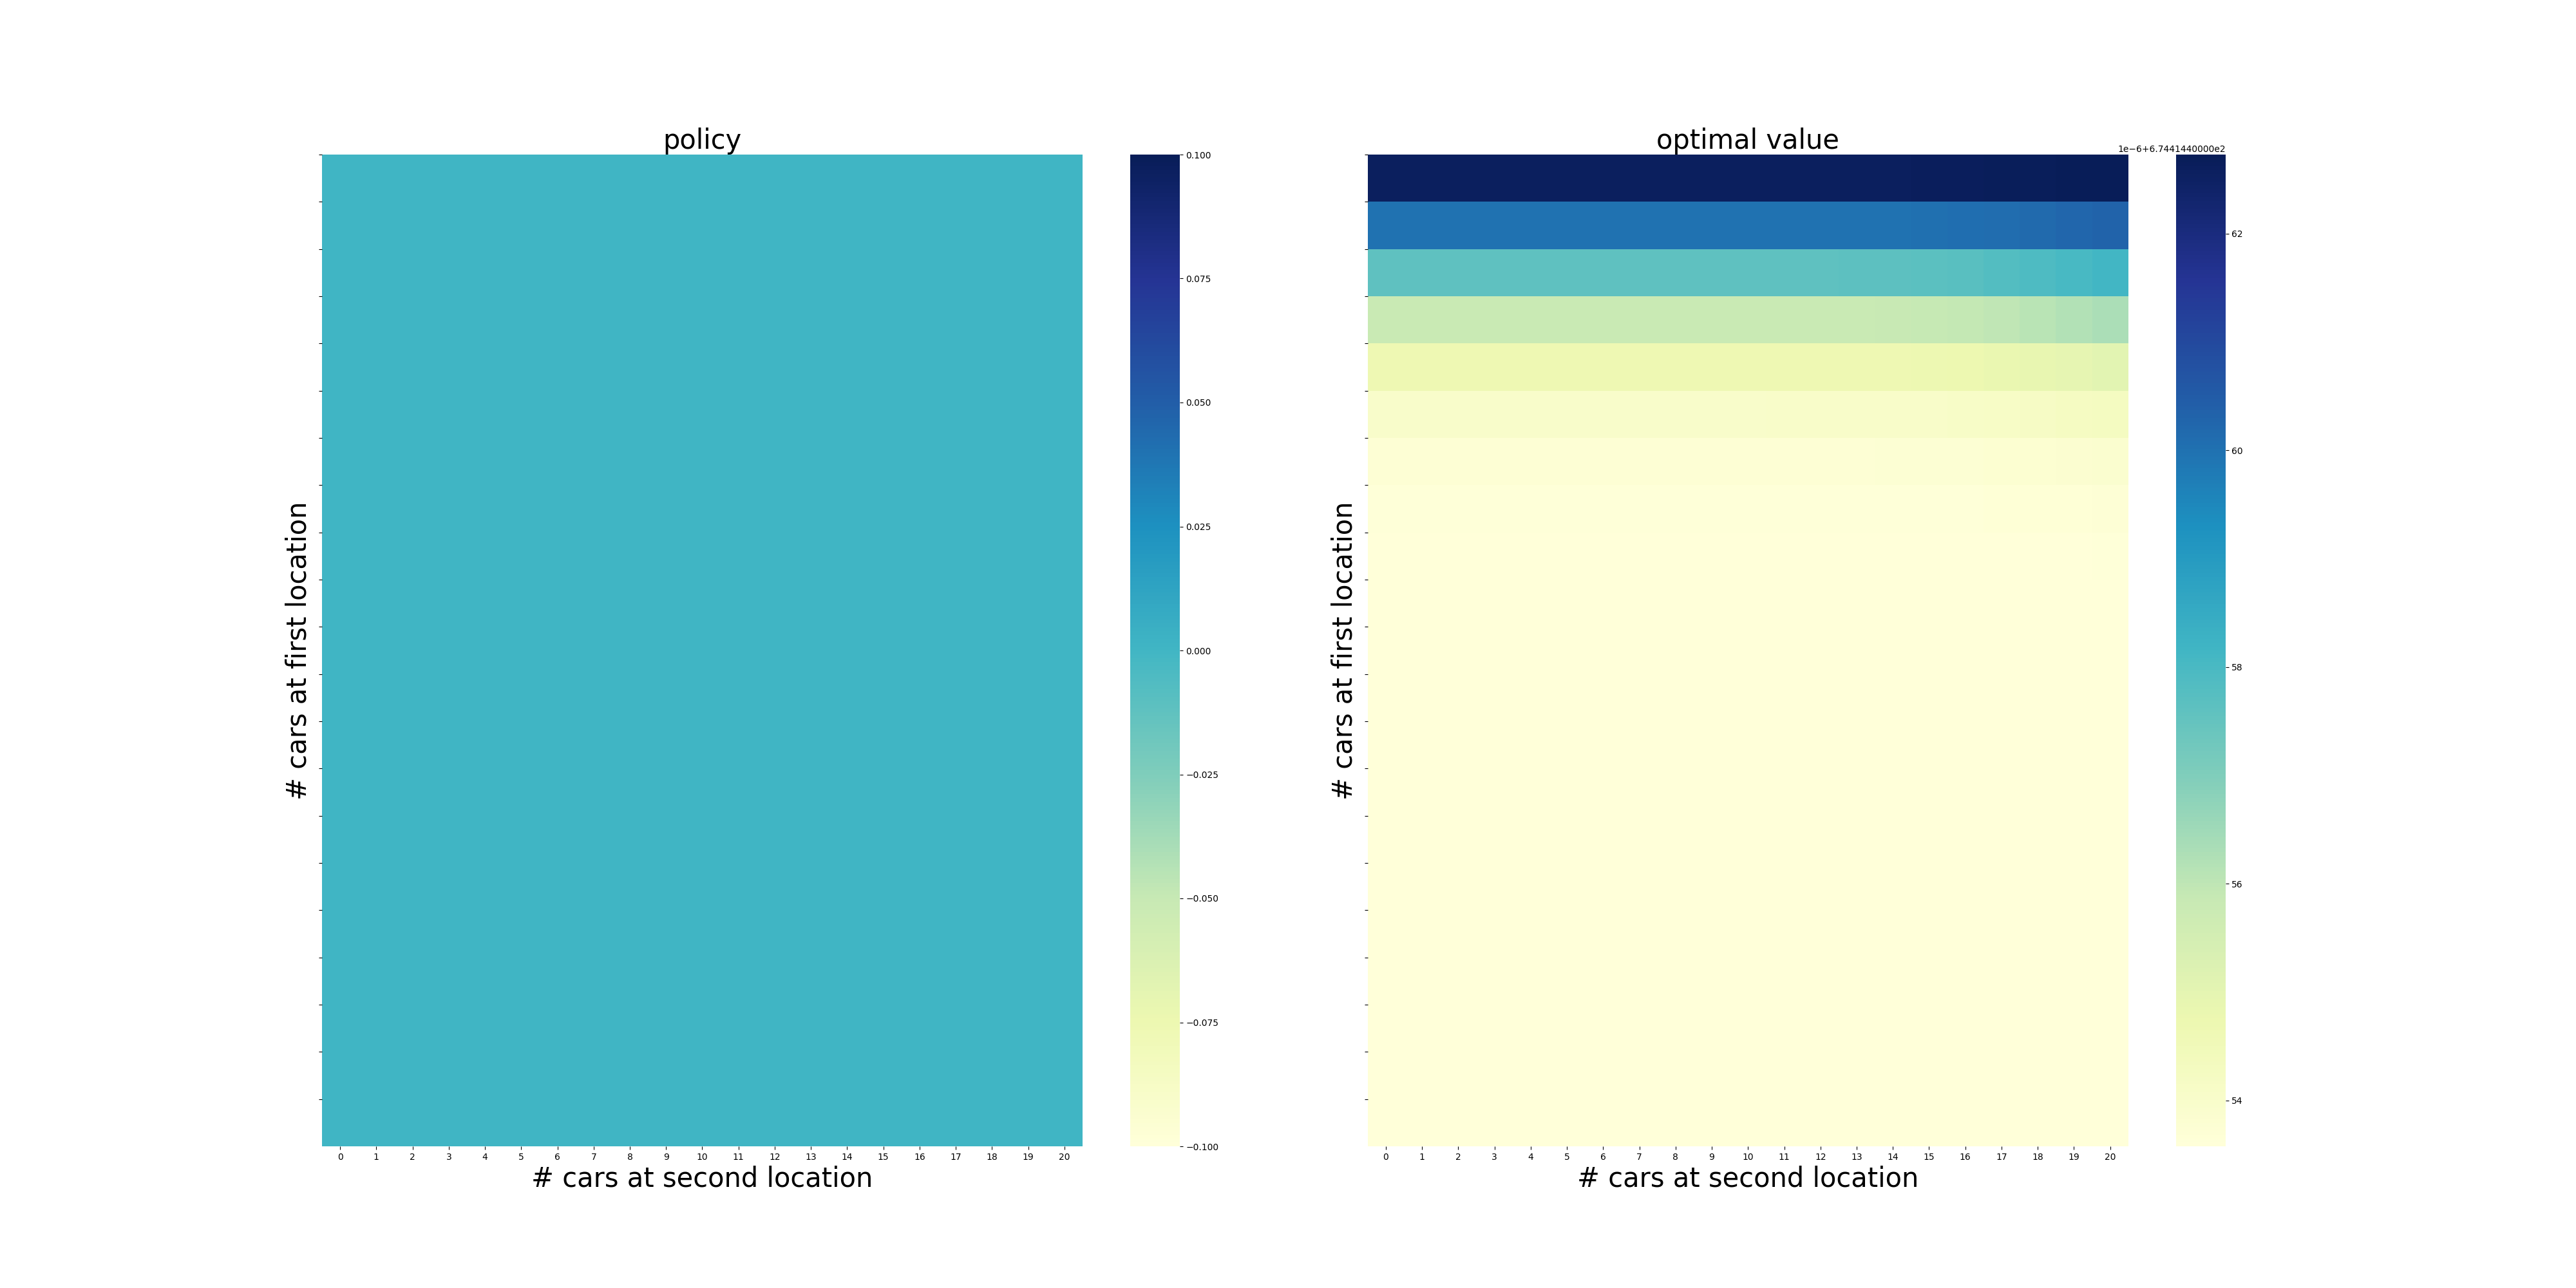 policy
optimal value
1e−6+6.7441440000e2
0.100
0.075
0.050
0.025
0.000
−0.025
−0.050
−0.075
−0.100
62
60
58
56
54
# cars at first location
# cars at first location
0 1 2 3 4 5 6 7 8 9 10 11 12 13 14 15 16 17 18 19 20
0 1 2 3 4 5 6 7 8 9 10 11 12 13 14 15 16 17 18 19 20
# cars at second location
# cars at second location